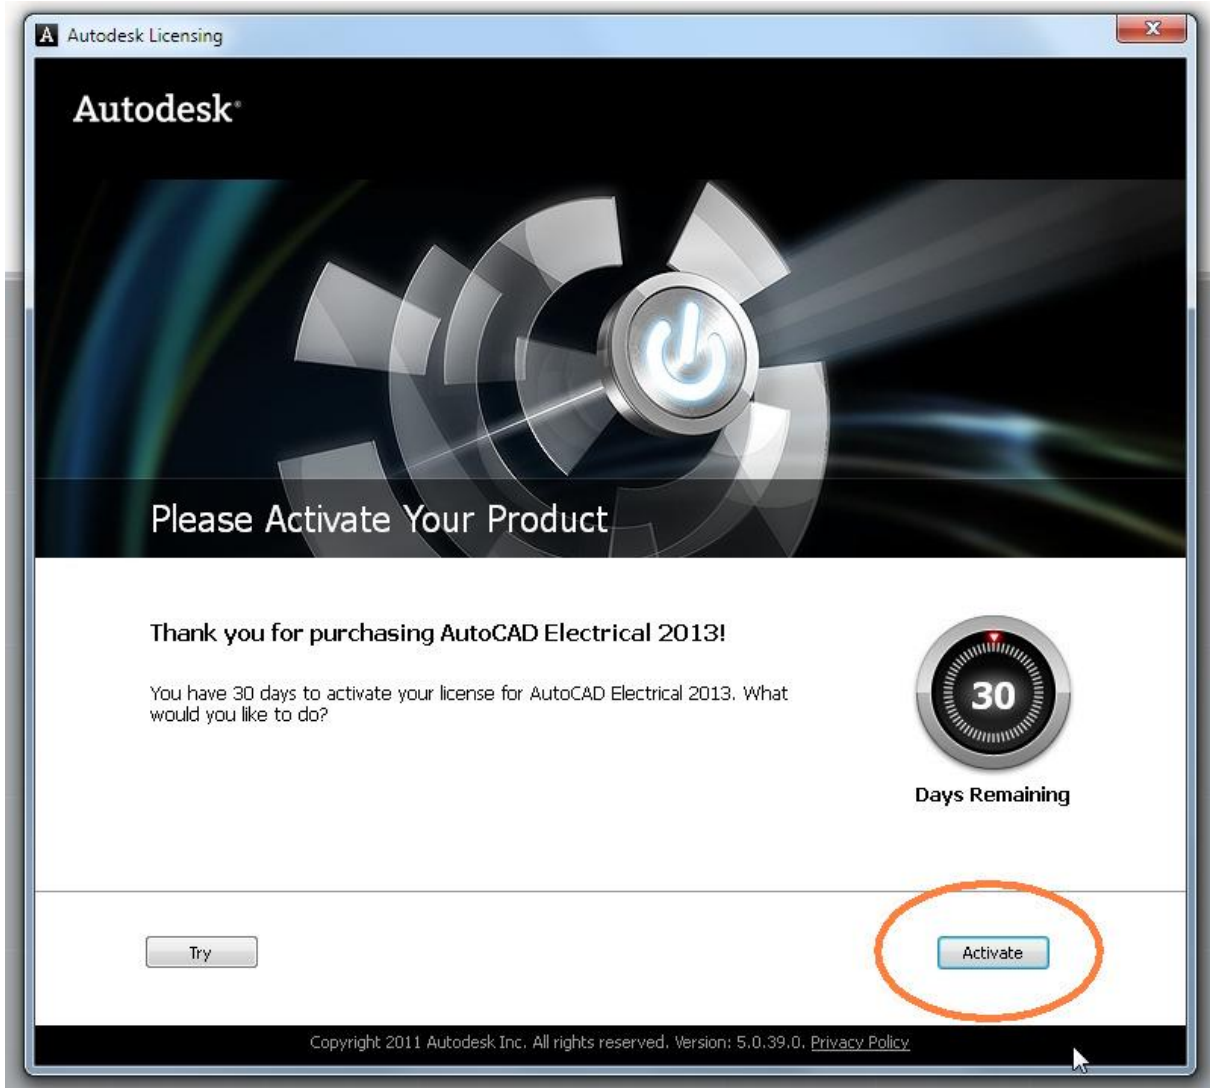 Autodesk Licensing
Autodesk®
Please Activate Your Product
Thank you for purchasing AutoCAD Electrical 2013!
You have 30 days to activate your license for AutoCAD Electrical 2013. What
would you like to do?
30
Days Remaining
Try
Activate
Copyright 2011 Autodesk Inc. All rights reserved. Version: 5.0.39.0. Privacy Policy